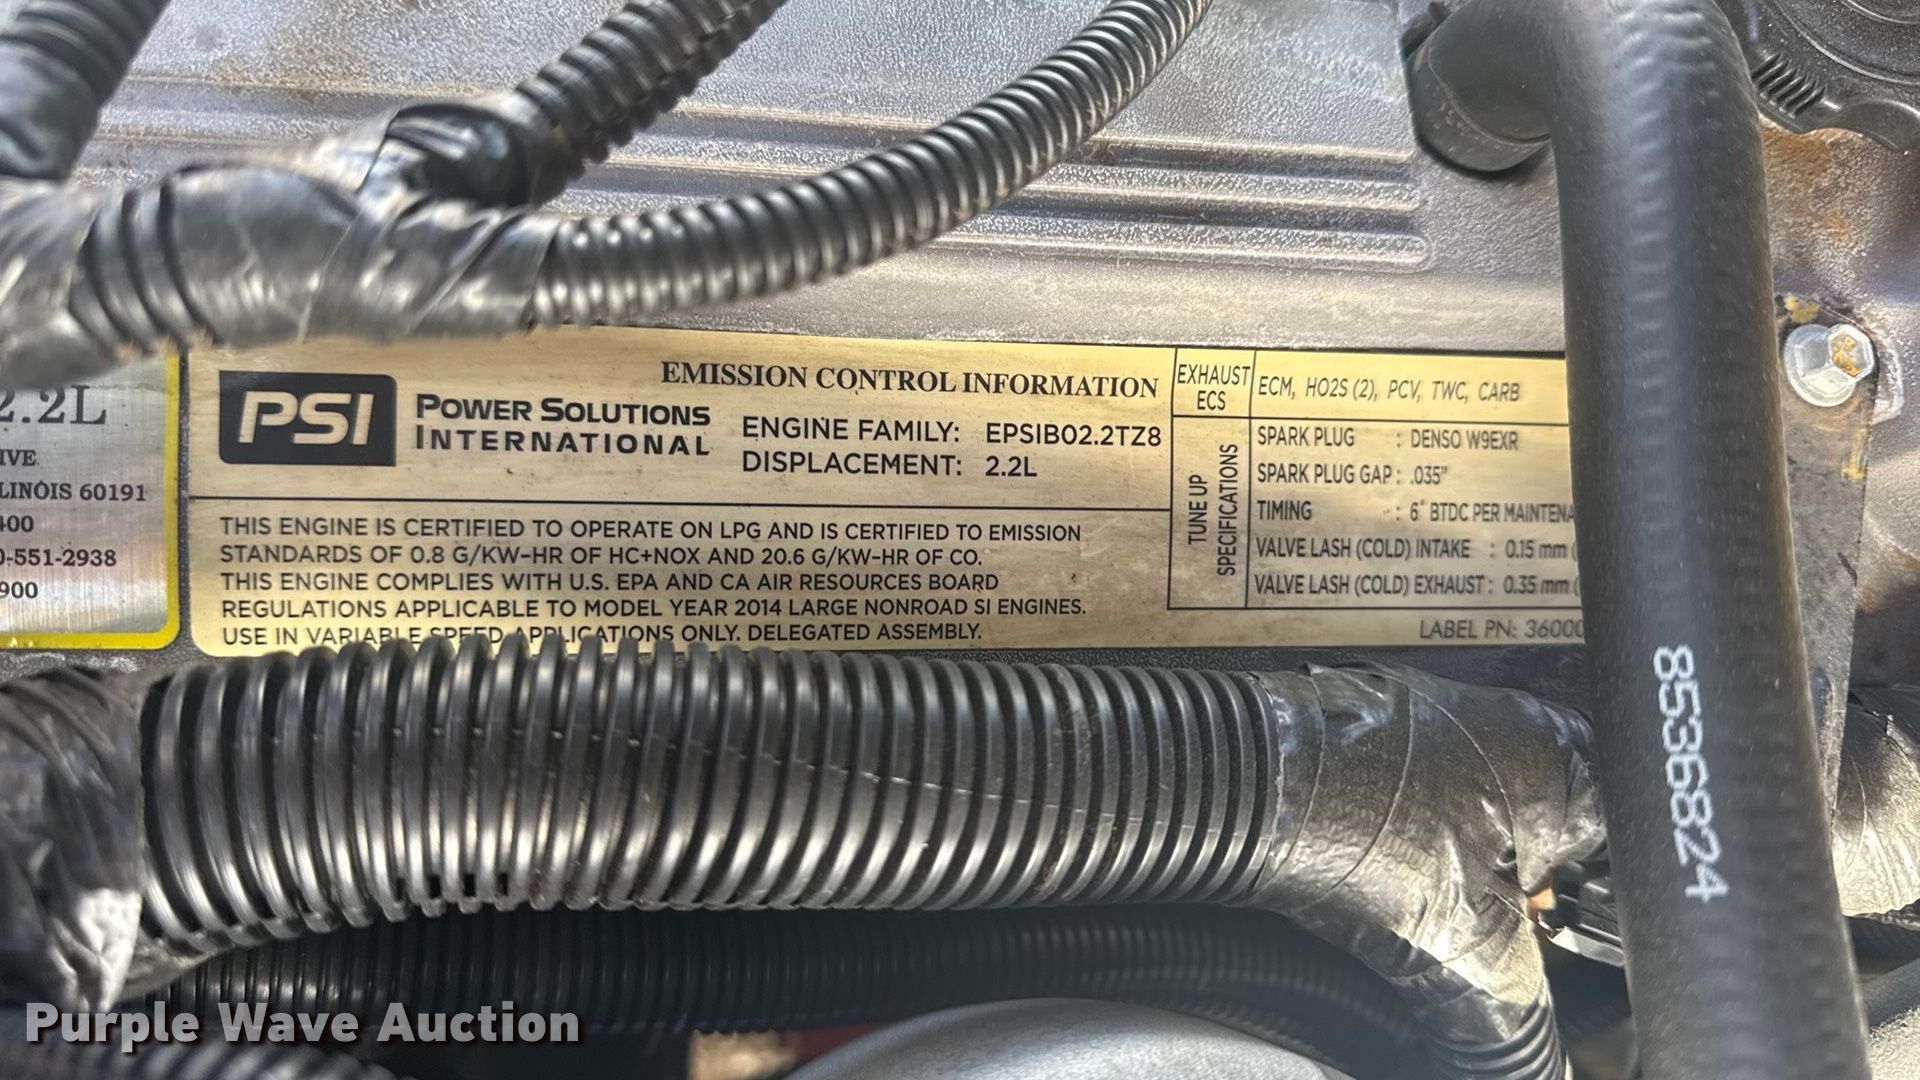 2.2L
IVE
LINOIS 60191
400
0-551-2938
900
EMISSION CONTROL INFORMATION
PSI
POWER SOLUTIONS
INTERNATIONAL
ENGINE FAMILY: EPSIB02.2TZ8
DISPLACEMENT: 2.2L
THIS ENGINE IS CERTIFIED TO OPERATE ON LPG AND IS CERTIFIED TO EMISSION
STANDARDS OF 0.8 G/KW-HR OF HC+NOX AND 20.6 G/KW-HR OF CO.
THIS ENGINE COMPLIES WITH U.S. EPA AND CA AIR RESOURCES BOARD
REGULATIONS APPLICABLE TO MODEL YEAR 2014 LARGE NONROAD SI ENGINES.
USE IN VARIABLE SPEED APPLICATIONS ONLY. DELEGATED ASSEMBLY.
EXHAUST
ECS
ECM, HO2S (2), PCV, TWC, CARB
TUNE UP
SPECIFICATIONS
SPARK PLUG : DENSO W9EXR
SPARK PLUG GAP : .035"
TIMING : 6° BTDC PER MAINTENA
VALVE LASH (COLD) INTAKE : 0.15 mm (
VALVE LASH (COLD) EXHAUST : 0.35 mm (
LABEL PN: 36000
8536824
Purple Wave Auction